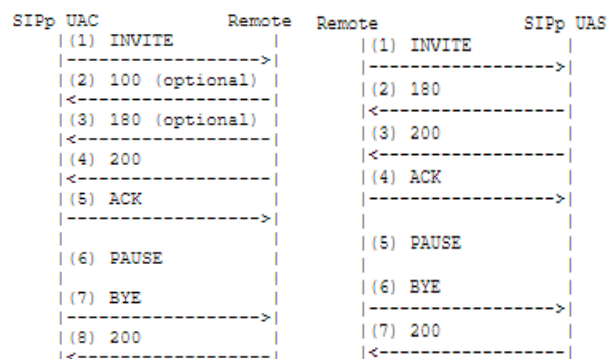 SIPp UAC Remote
(1) INVITE
(2) 100 (optional)
(3) 180 (optional)
(4) 200
(5) ACK
(6) PAUSE
(7) BYE
(8) 200
Remote SIPp UAS
(1) INVITE
(2) 180
(3) 200
(4) ACK
(5) PAUSE
(6) BYE
(7) 200